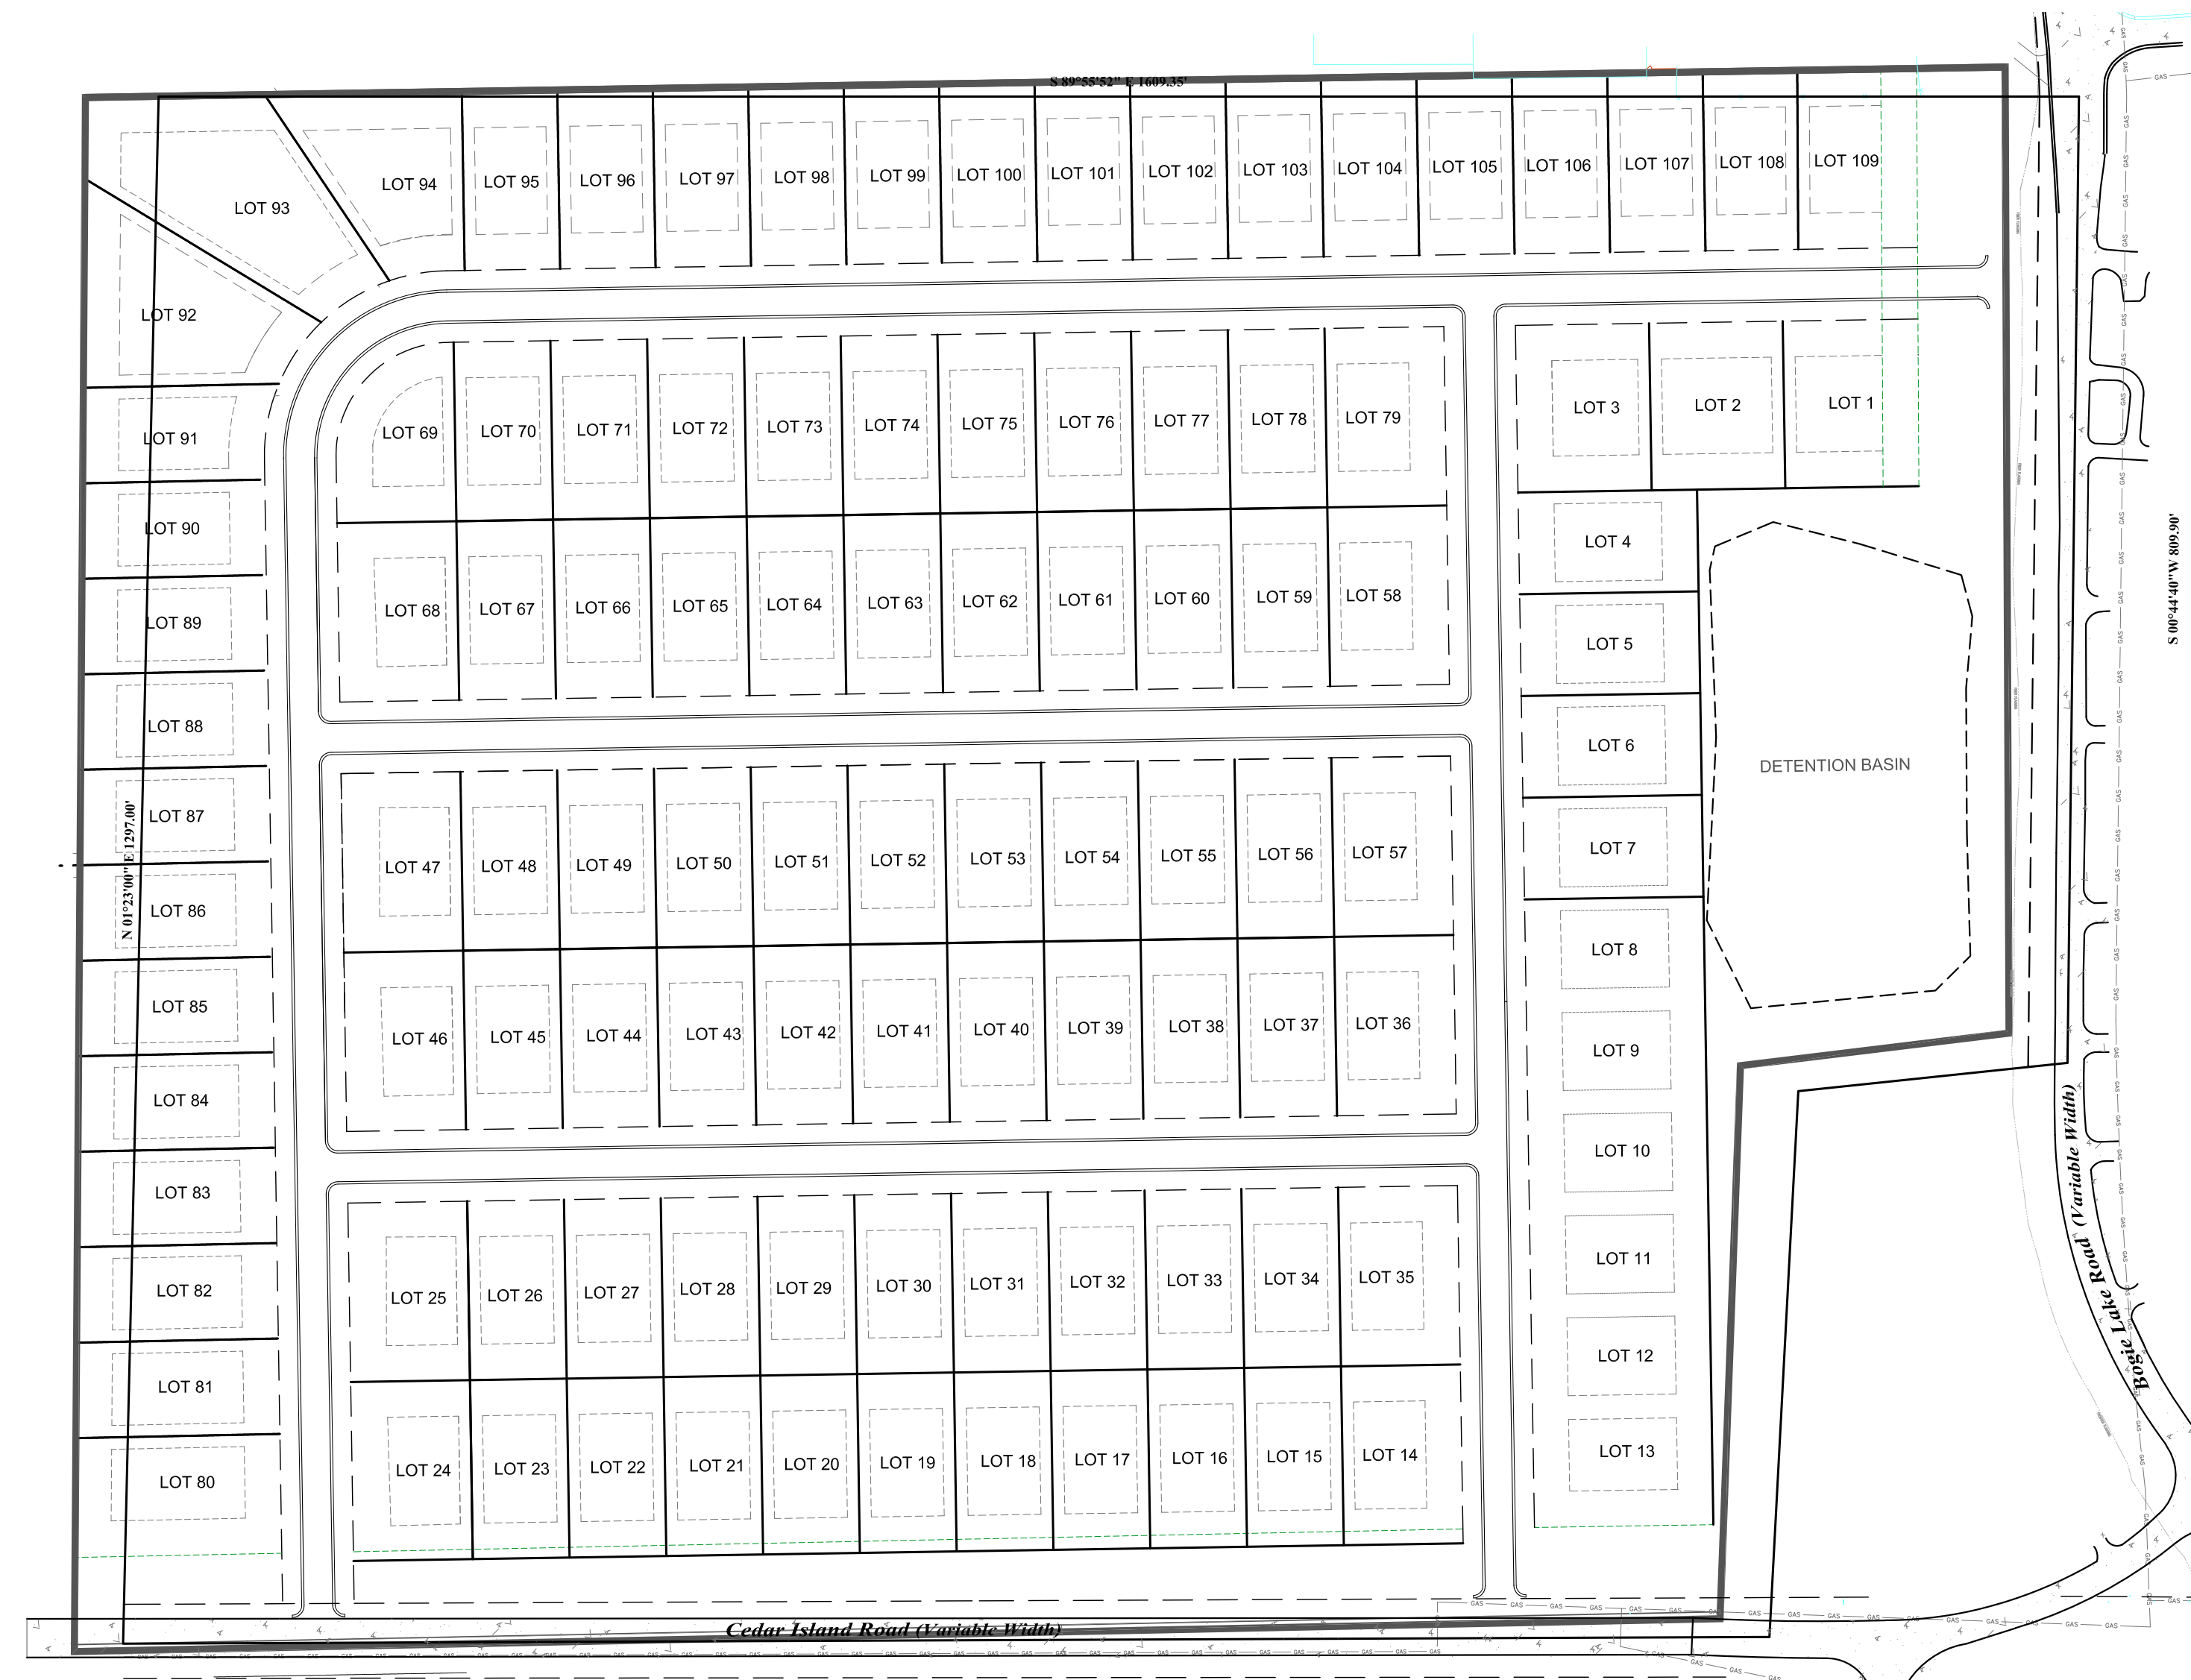 S 89°55'52" E 1609.35'
LOT 93
LOT 94
LOT 95
LOT 96
LOT 97
LOT 98
LOT 99
LOT 100
LOT 101
LOT 102
LOT 103
LOT 104
LOT 105
LOT 106
LOT 107
LOT 108
LOT 109
LOT 92
LOT 91
LOT 90
LOT 89
LOT 88
LOT 87
LOT 86
LOT 85
LOT 84
LOT 83
LOT 82
LOT 81
LOT 80
N 01°23'00" E 1297.00'
LOT 69
LOT 70
LOT 71
LOT 72
LOT 73
LOT 74
LOT 75
LOT 76
LOT 77
LOT 78
LOT 79
LOT 68
LOT 67
LOT 66
LOT 65
LOT 64
LOT 63
LOT 62
LOT 61
LOT 60
LOT 59
LOT 58
LOT 47
LOT 48
LOT 49
LOT 50
LOT 51
LOT 52
LOT 53
LOT 54
LOT 55
LOT 56
LOT 57
LOT 46
LOT 45
LOT 44
LOT 43
LOT 42
LOT 41
LOT 40
LOT 39
LOT 38
LOT 37
LOT 36
LOT 25
LOT 26
LOT 27
LOT 28
LOT 29
LOT 30
LOT 31
LOT 32
LOT 33
LOT 34
LOT 35
LOT 24
LOT 23
LOT 22
LOT 21
LOT 20
LOT 19
LOT 18
LOT 17
LOT 16
LOT 15
LOT 14
LOT 3
LOT 2
LOT 1
LOT 4
LOT 5
LOT 6
LOT 7
LOT 8
LOT 9
LOT 10
LOT 11
LOT 12
LOT 13
DETENTION BASIN
S 00°44'40"W 809.90'
Bogie Lake Road (Variable Width)
Cedar Island Road (Variable Width)
GAS
GAS
GAS
GAS
GAS
GAS